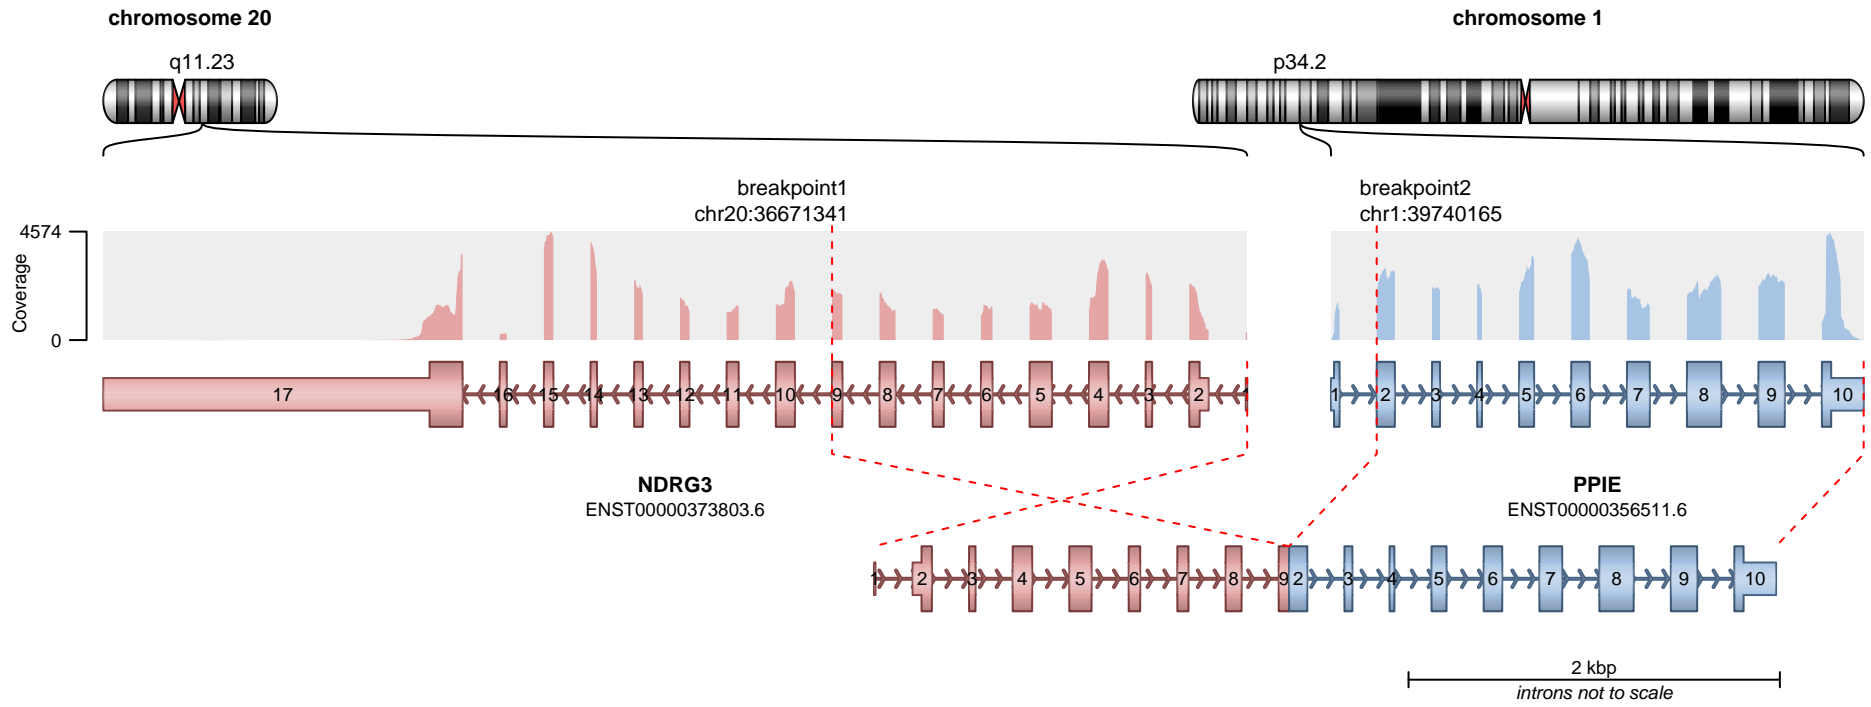 chromosome 20
chromosome 1
q11.23
p34.2
breakpoint1
chr20:36671341
breakpoint2
chr1:39740165
4574
0
Coverage
17 16 15 14 13 12 11 10 9 8 7 6 5 4 3 2 1
1 2 3 4 5 6 7 8 9 10
NDRG3
ENST00000373803.6
PPIE
ENST00000356511.6
1 2 3 4 5 6 7 8 9 2 3 4 5 6 7 8 9 10
2 kbp
introns not to scale